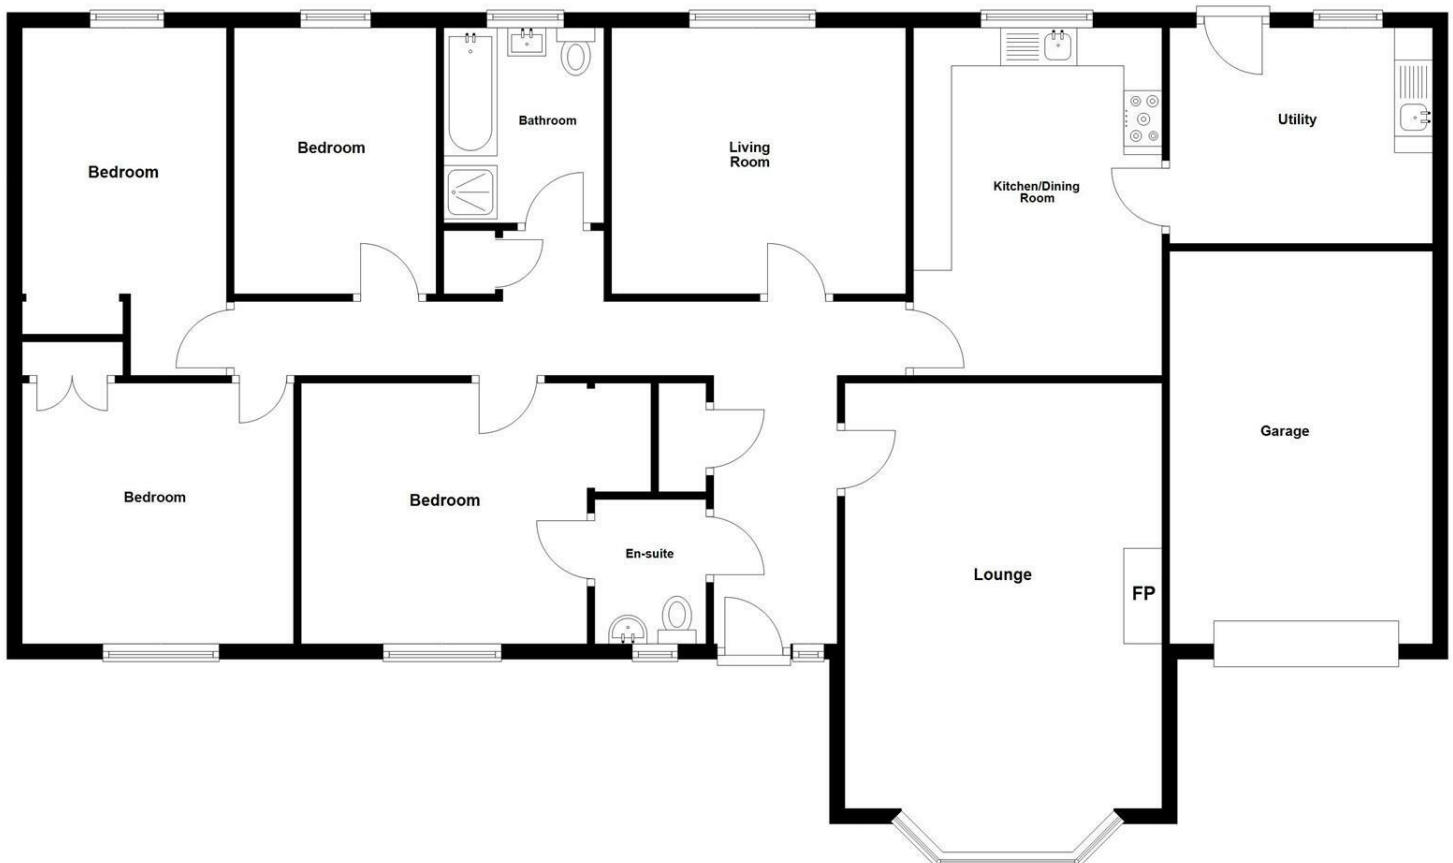 Bedroom
Bedroom
Bathroom
Living
Room
Kitchen/Dining
Room
Utility
Bedroom
Bedroom
En-suite
Lounge
FP
Garage